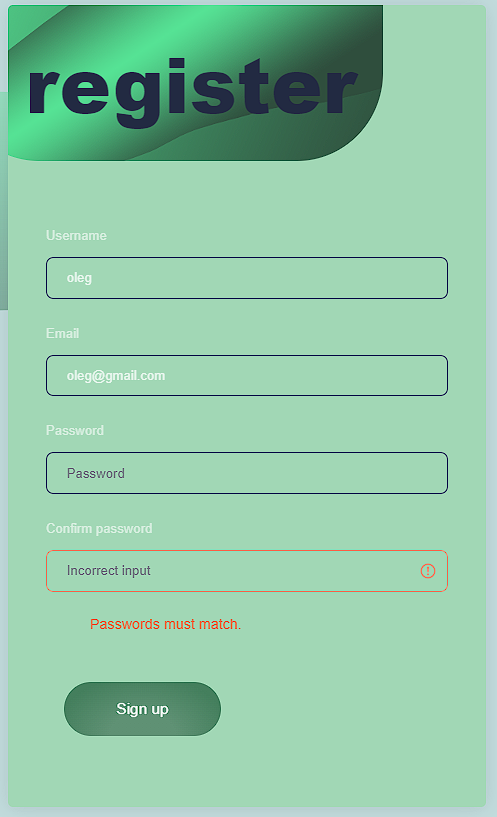 register
Username
oleg
Email
oleg@gmail.com
Password
Password
Confirm password
Incorrect input
Passwords must match.
Sign up